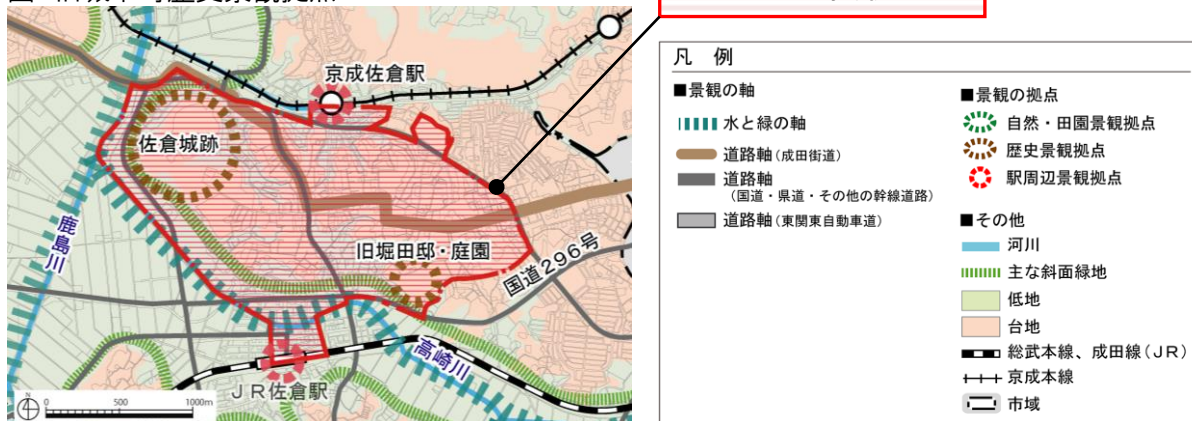 京成佐倉駅
佐倉城跡
鹿島川
旧堀田邸・庭園
国道296号
高崎川
JR佐倉駅
0 500 1000m
凡 例
■景観の軸
水と緑の軸
道路軸(成田街道)
道路軸
(国道・県道・その他の幹線道路)
道路軸(東関東自動車道)
■景観の拠点
自然・田園景観拠点
歴史景観拠点
駅周辺景観拠点
■その他
河川
主な斜面緑地
低地
台地
総武本線、成田線(JR)
京成本線
市域